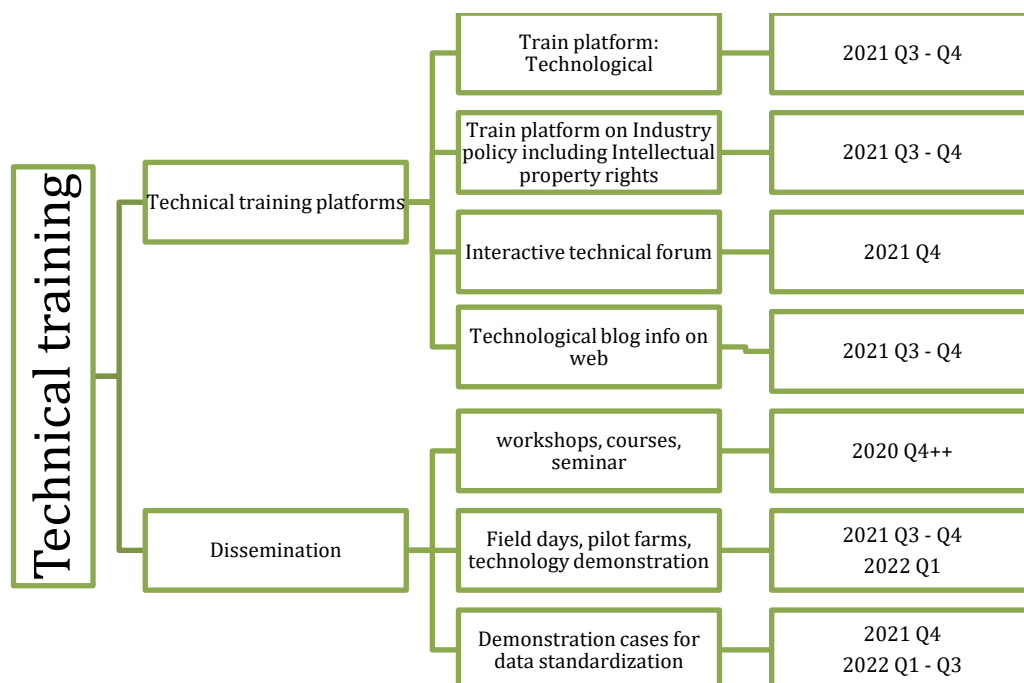 Technical training
Technical training platforms
Train platform:
Technological
2021 Q3 - Q4
Train platform on Industry
policy including Intellectual
property rights
2021 Q3 - Q4
Interactive technical forum
2021 Q4
Technological blog info on
web
2021 Q3 - Q4
Dissemination
workshops, courses,
seminar
2020 Q4++
Field days, pilot farms,
technology demonstration
2021 Q3 - Q4
2022 Q1
Demonstration cases for
data standardization
2021 Q4
2022 Q1 - Q3